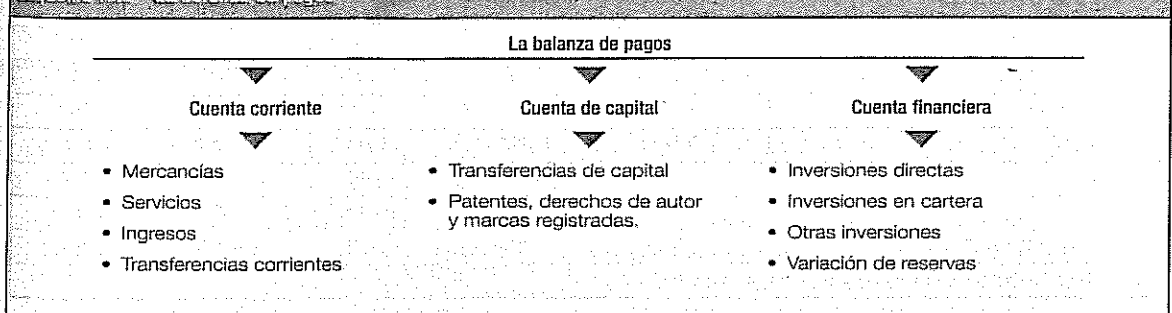 La balanza de pagos
Cuenta corriente
• Mercancías
• Servicios
• Ingresos
• Transferencias corrientes
Cuenta de capital
• Transferencias de capital
• Patentes, derechos de autor
y marcas registradas.
Cuenta financiera
• Inversiones directas
• Inversiones en cartera
• Otras inversiones
• Variación de reservas